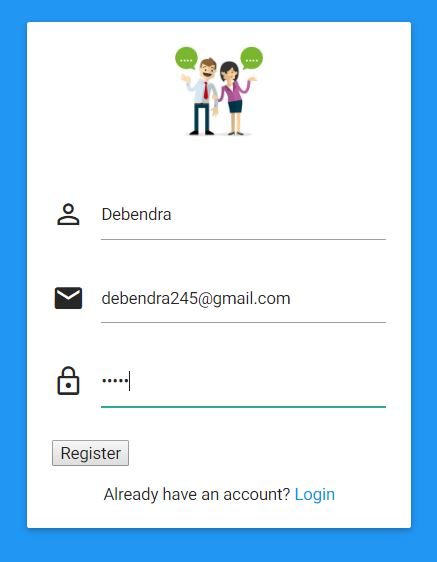 Debendra
debendra245@gmail.com
•••••
Register
Already have an account? Login